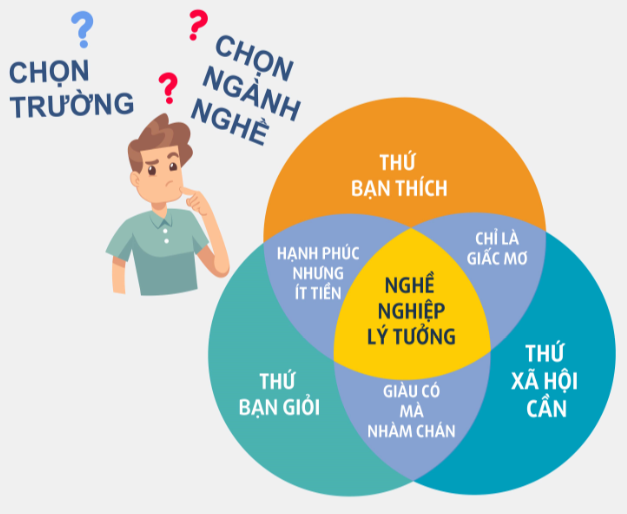 ?
CHỌN
TRƯỜNG
?
?
CHỌN
NGÀNH
NGHỀ
THỨ
BẠN THÍCH
HẠNH PHÚC
NHƯNG
ÍT TIỀN
CHỈ LÀ
GIẤC MƠ
NGHỀ
NGHIỆP
LÝ TƯỞNG
THỨ
BẠN GIỎI
GIÀU CÓ
MÀ
NHÀM CHÁN
THỨ
XÃ HỘI
CẦN